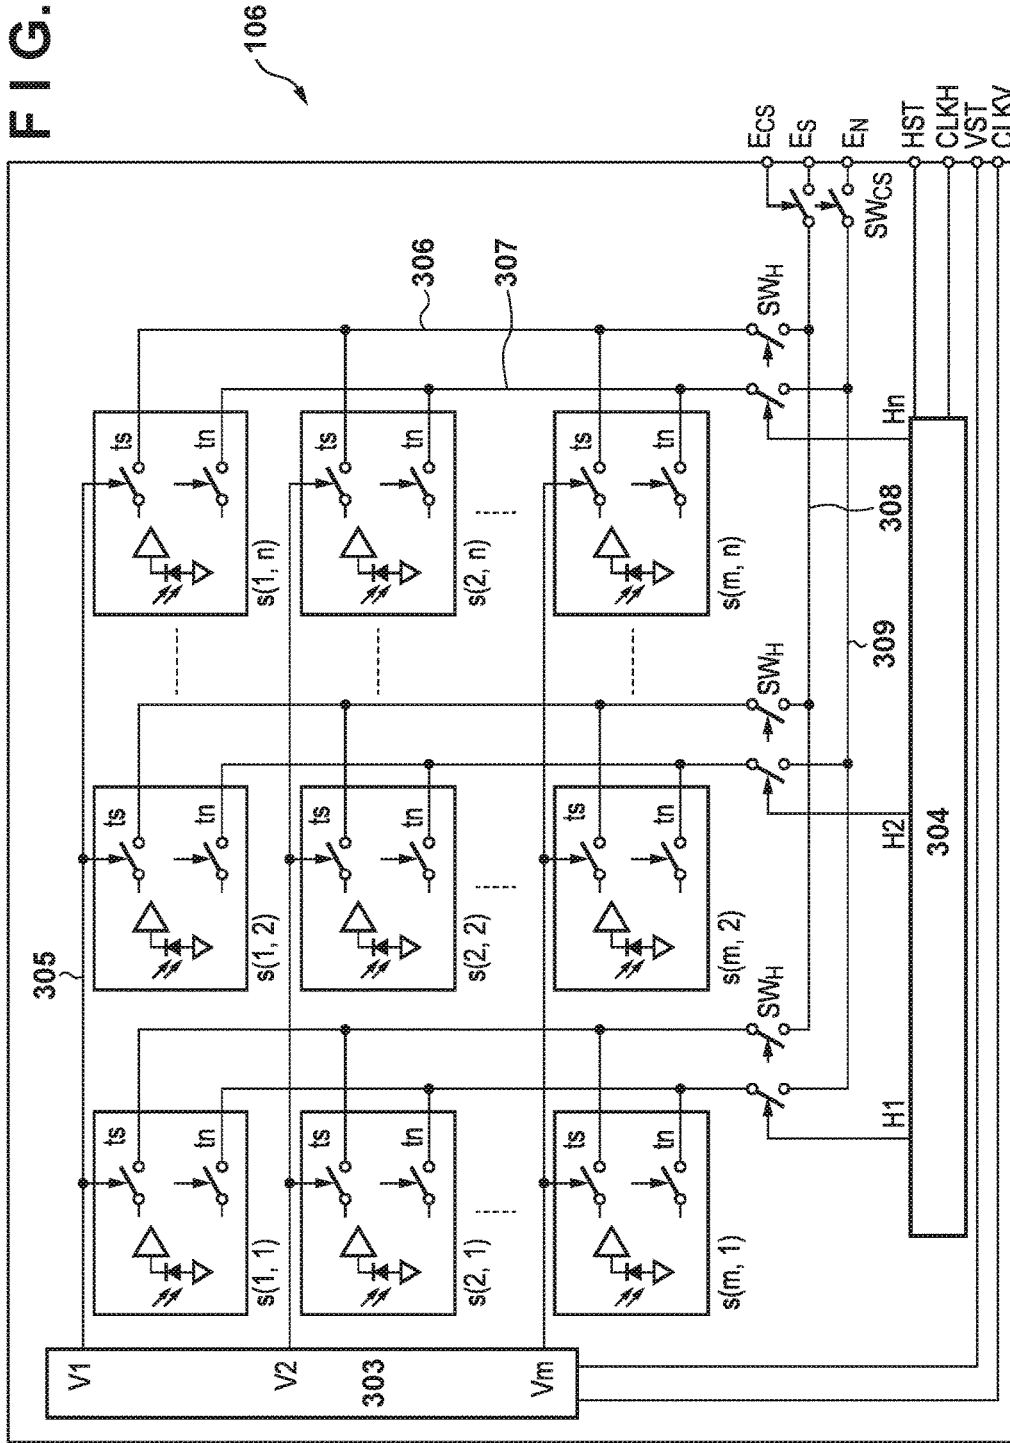 FIG.
106
305
306
307
V1
V2
Vm
303
ts
tn
s(1, 1)
ts
tn
s(1, 2)
ts
tn
s(1, n)
ts
tn
s(2, 1)
ts
tn
s(2, 2)
ts
tn
s(2, n)
ts
tn
s(m, 1)
ts
tn
s(m, 2)
ts
tn
s(m, n)
SWH
SWH
SWH
SWCS
ECS
ES
EN
308
309
H1
H2
Hn
304
HST
CLKH
VST
CLKV